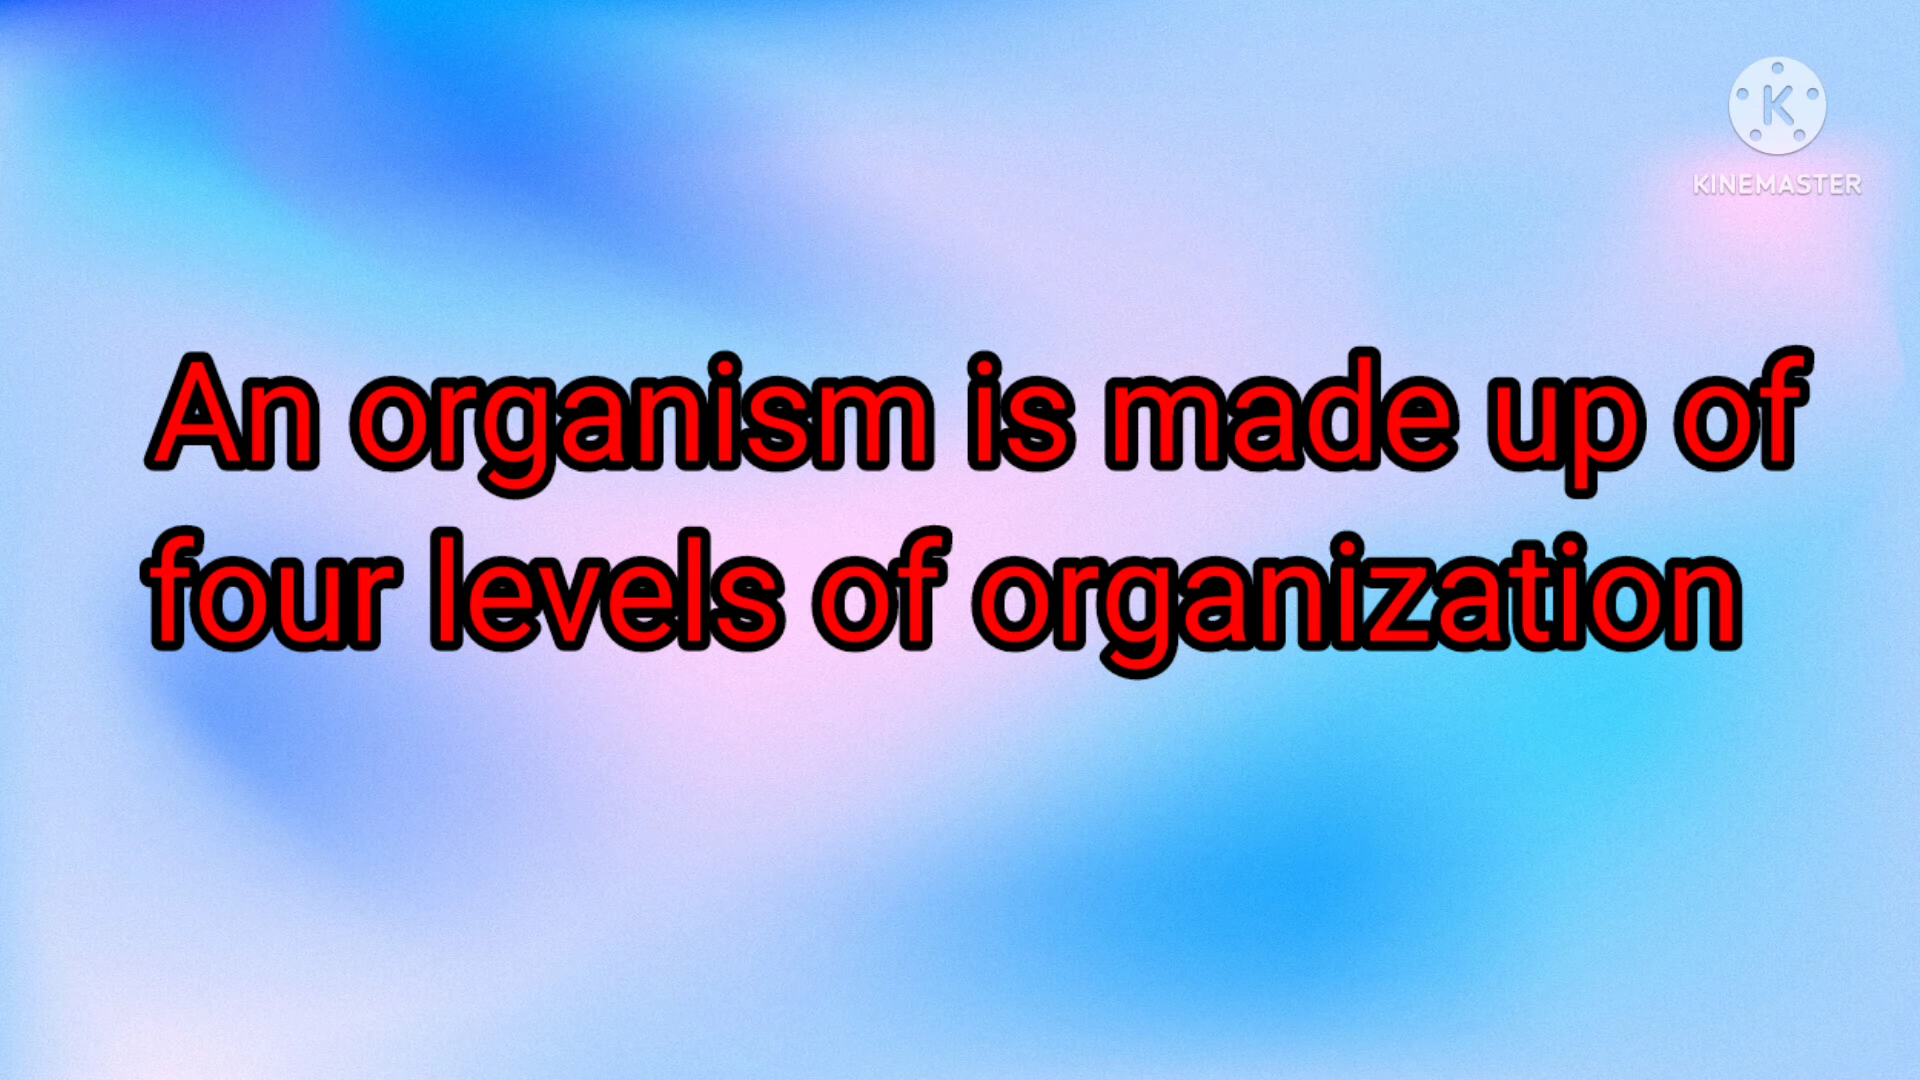 K
KINEMASTER
An organism is made up of
four levels of organization